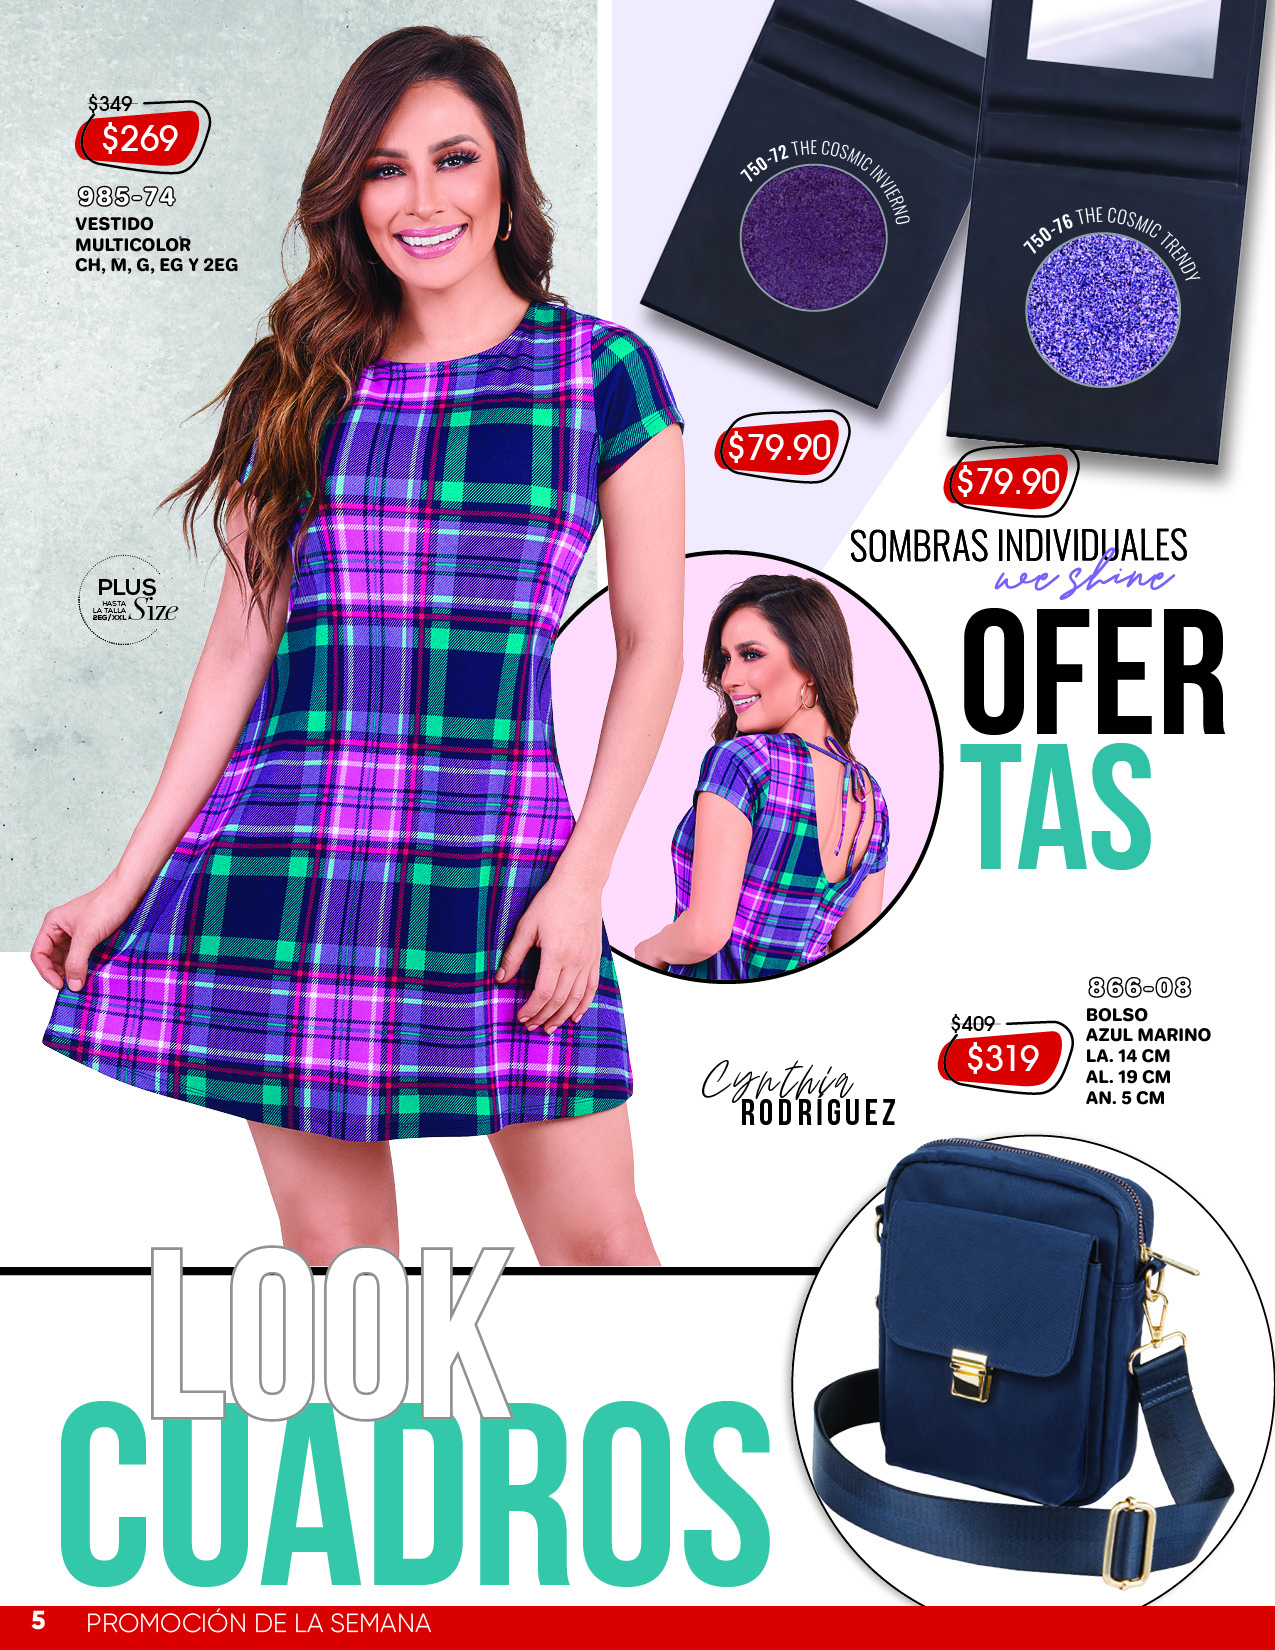 $349
$269
985-74
VESTIDO
MULTICOLOR
CH, M, G, EG Y 2EG
750-72 THE COSMIC INVIERNO
750-76 THE COSMIC TRENDY
$79.90
$79.90
SOMBRAS INDIVIDUALES
we shine
OFER
TAS
PLUS
HASTA
LA TALLA
2EG/XXL
Size
866-08
BOLSO
AZUL MARINO
LA. 14 CM
AL. 19 CM
AN. 5 CM
$409
$319
Cynthia
RODRÍGUEZ
LOOK
CUADROS
5 PROMOCIÓN DE LA SEMANA